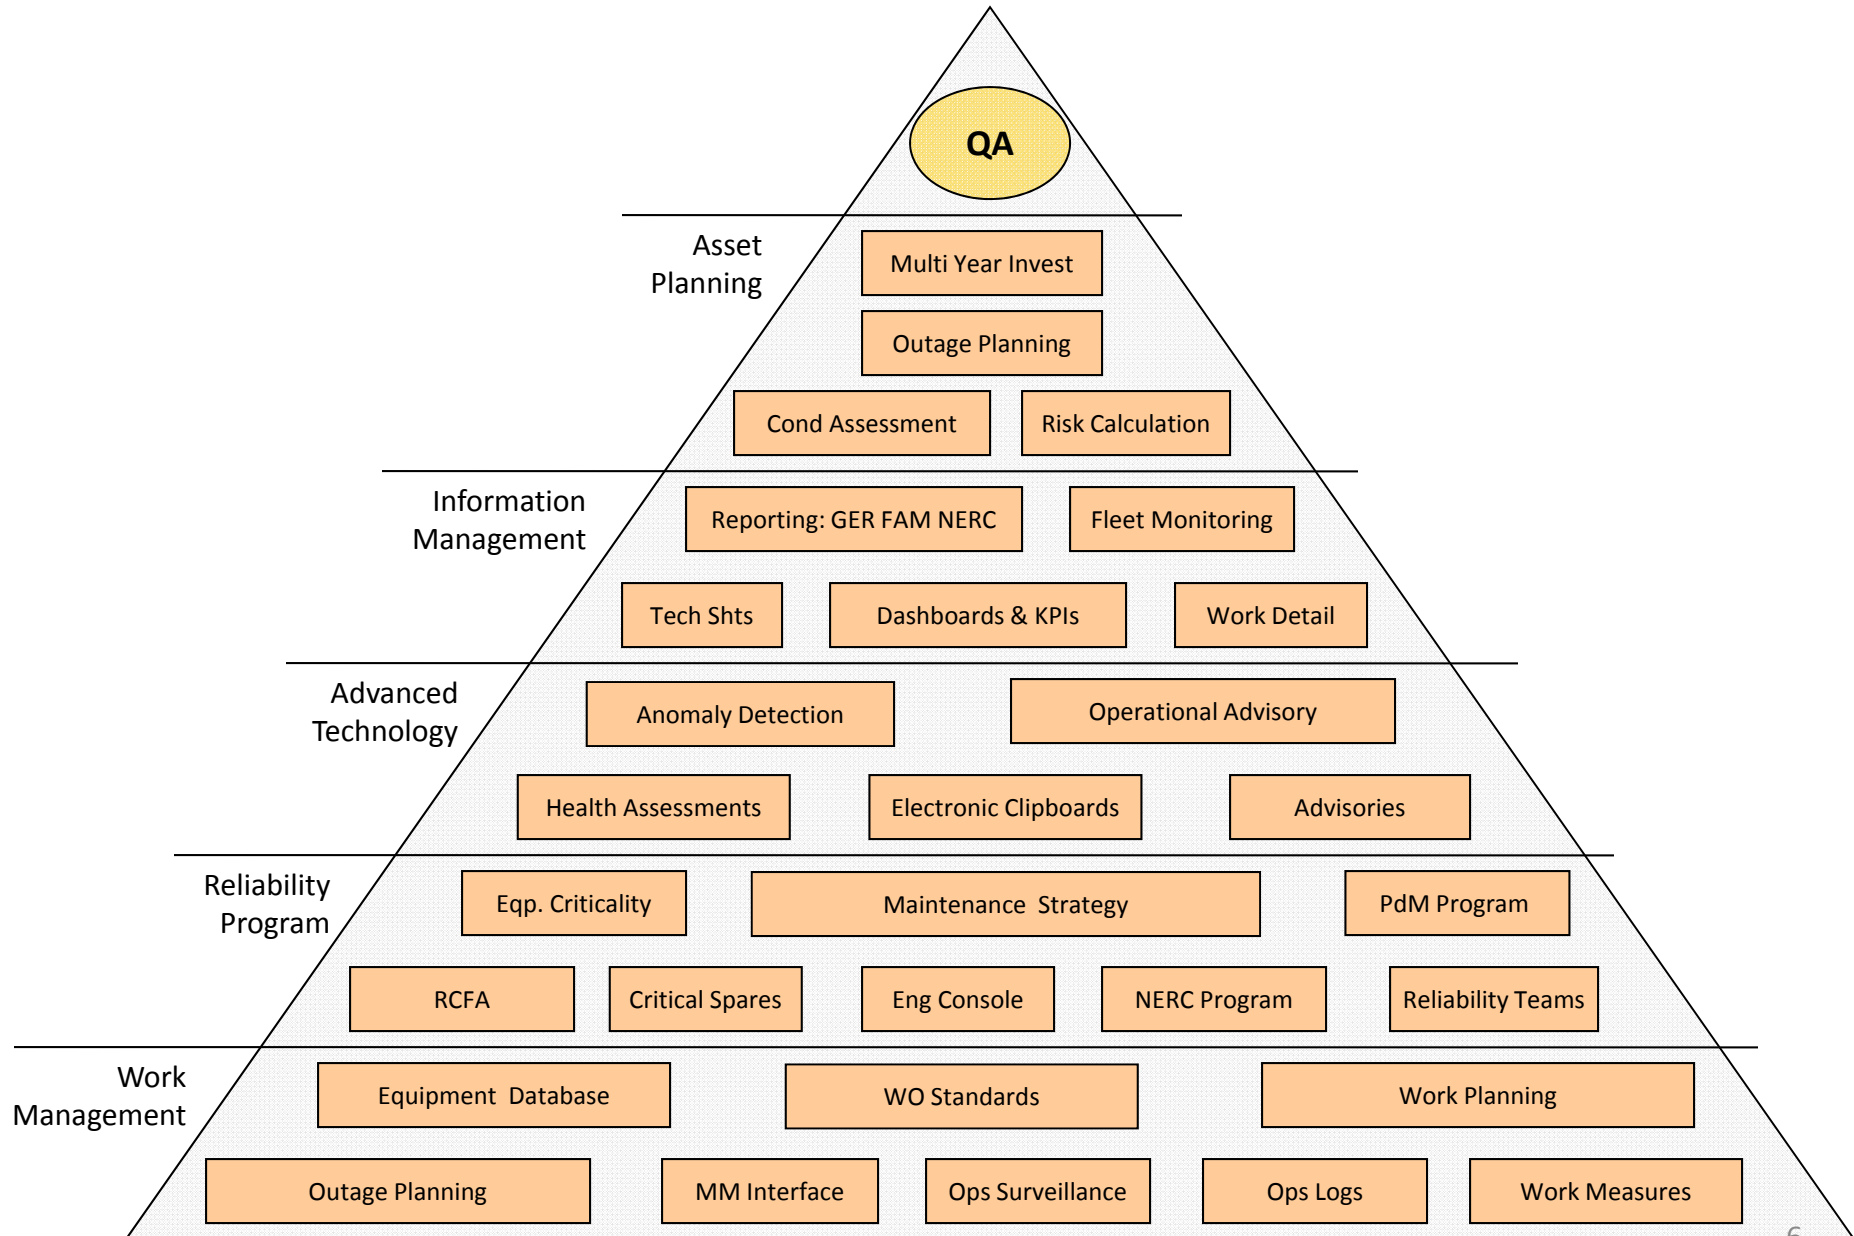 QA
Asset
Planning
Multi Year Invest
Outage Planning
Cond Assessment
Risk Calculation
Information
Management
Reporting: GER FAM NERC
Fleet Monitoring
Tech Shts
Dashboards & KPIs
Work Detail
Advanced
Technology
Anomaly Detection
Operational Advisory
Health Assessments
Electronic Clipboards
Advisories
Reliability
Program
Eqp. Criticality
Maintenance Strategy
PdM Program
RCFA
Critical Spares
Eng Console
NERC Program
Reliability Teams
Work
Management
Equipment Database
WO Standards
Work Planning
Outage Planning
MM Interface
Ops Surveillance
Ops Logs
Work Measures
6